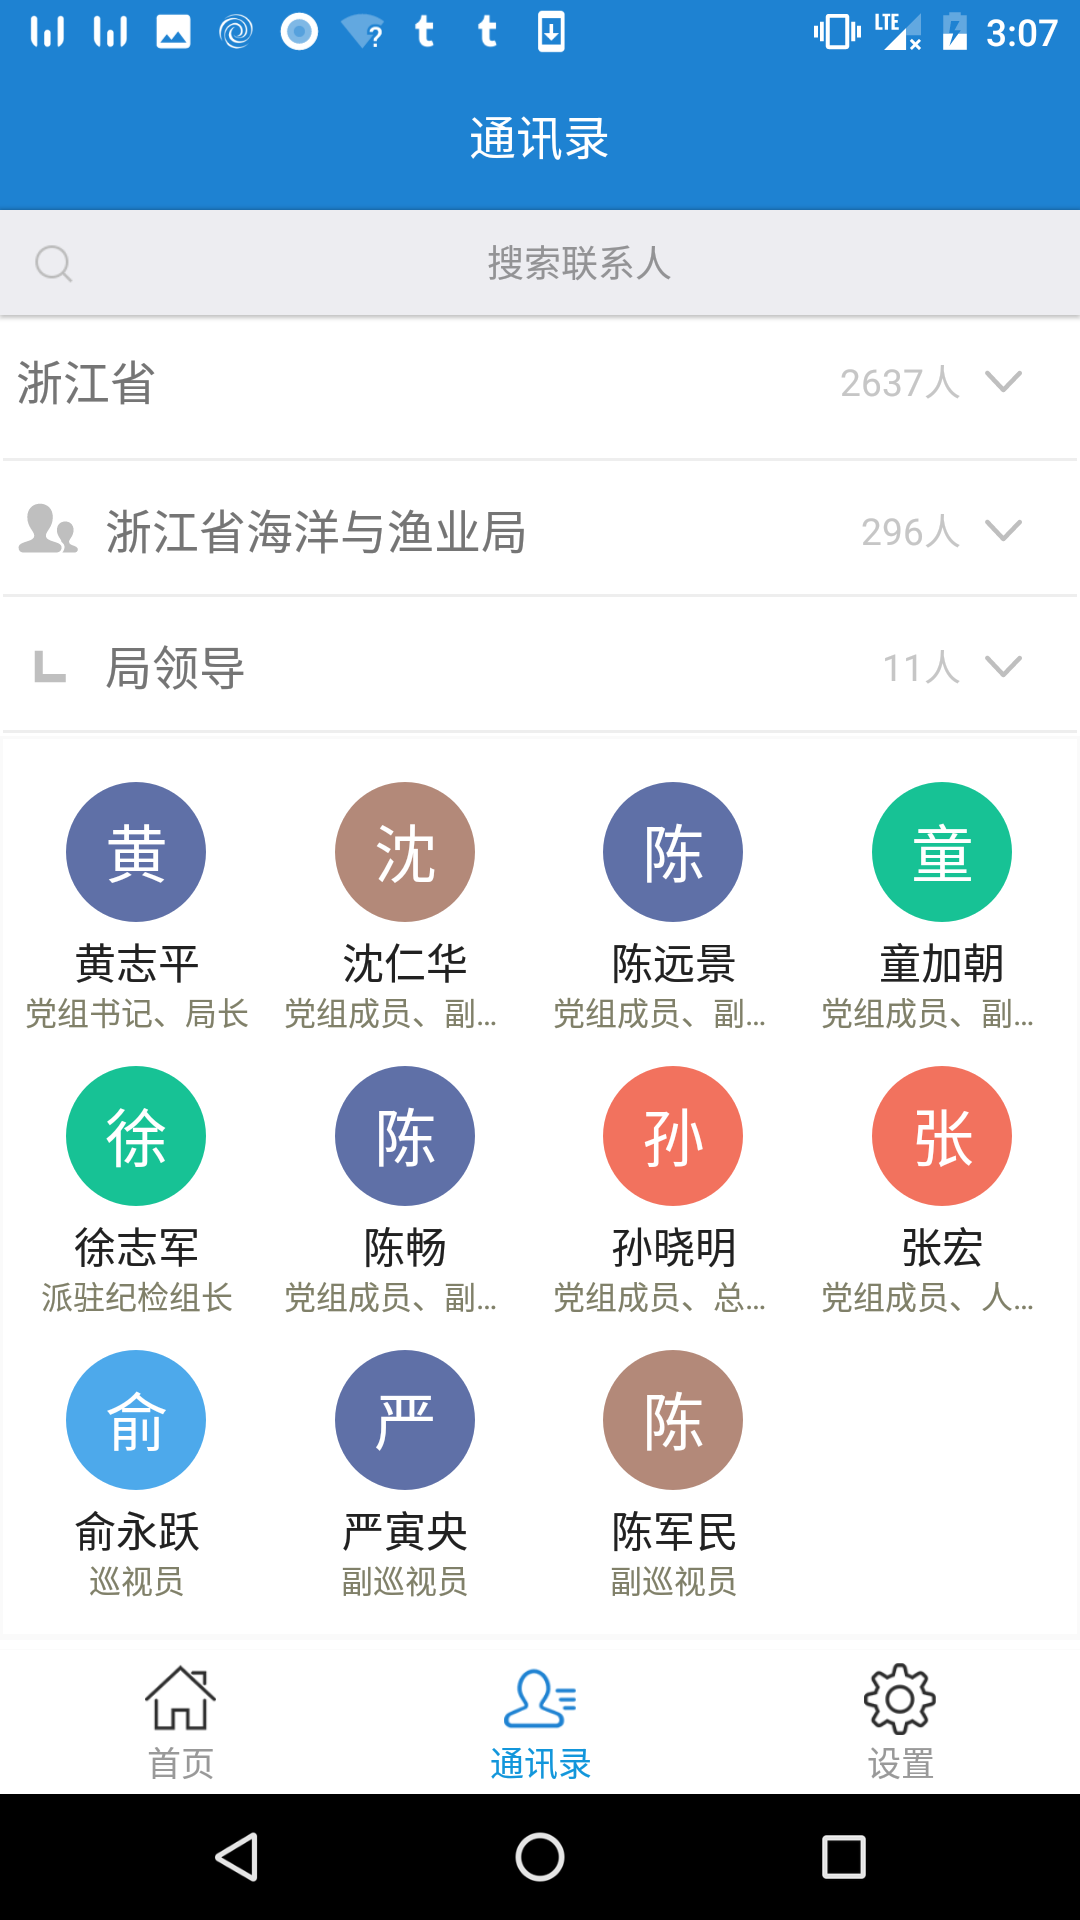 LTE 3:07
通讯录
搜索联系人
浙江省 2637人
浙江省海洋与渔业局 296人
局领导 11人
黄 沈 陈 童
黄志平 沈仁华 陈远景 童加朝
党组书记、局长 党组成员、副... 党组成员、副... 党组成员、副...
徐 陈 孙 张
徐志军 陈畅 孙晓明 张宏
派驻纪检组长 党组成员、副... 党组成员、总... 党组成员、人...
俞 严 陈
俞永跃 严寅央 陈军民
巡视员 副巡视员 副巡视员
首页 通讯录 设置